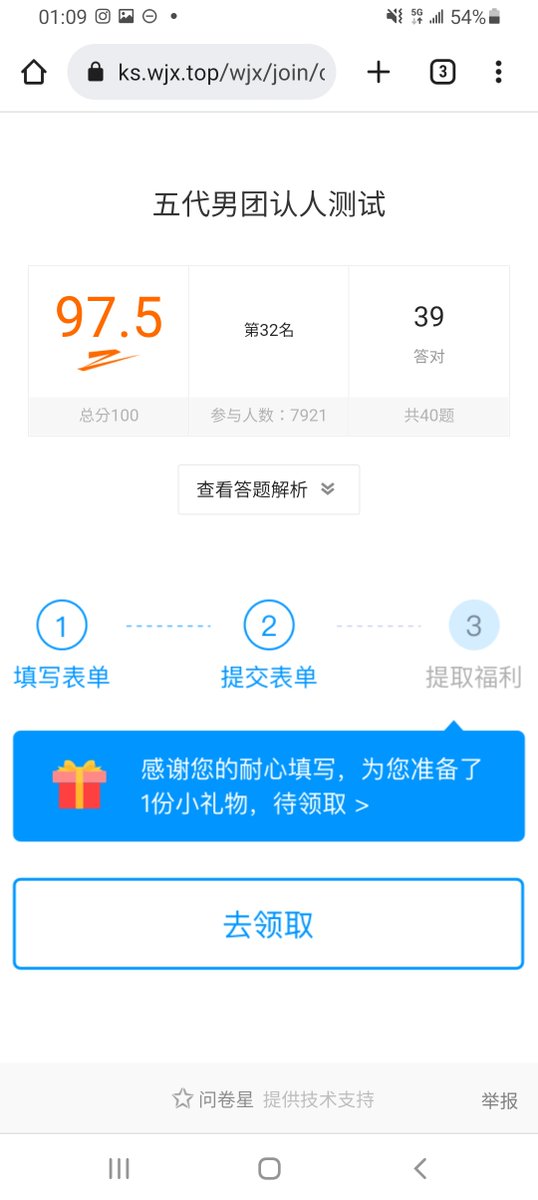 01:09
5G
54%
ks.wjx.top/wjx/join/c
3
五代男团认人测试
97.5
第32名
39
答对
总分100
参与人数：7921
共40题
查看答题解析
1
2
3
填写表单
提交表单
提取福利
感谢您的耐心填写，为您准备了
1份小礼物，待领取 >
去领取
问卷星 提供技术支持
举报